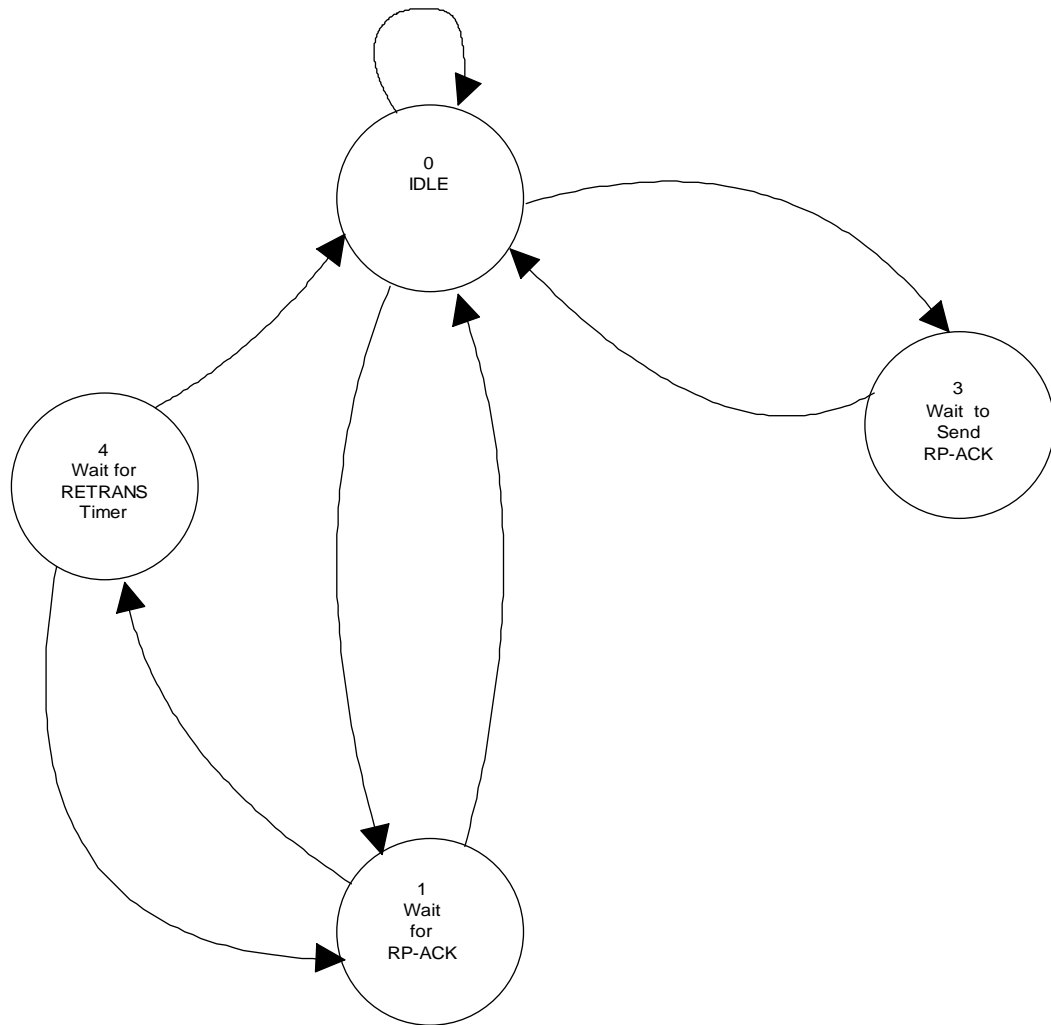 0
IDLE
3
Wait to
Send
RP-ACK
4
Wait for
RETRANS
Timer
1
Wait
for
RP-ACK